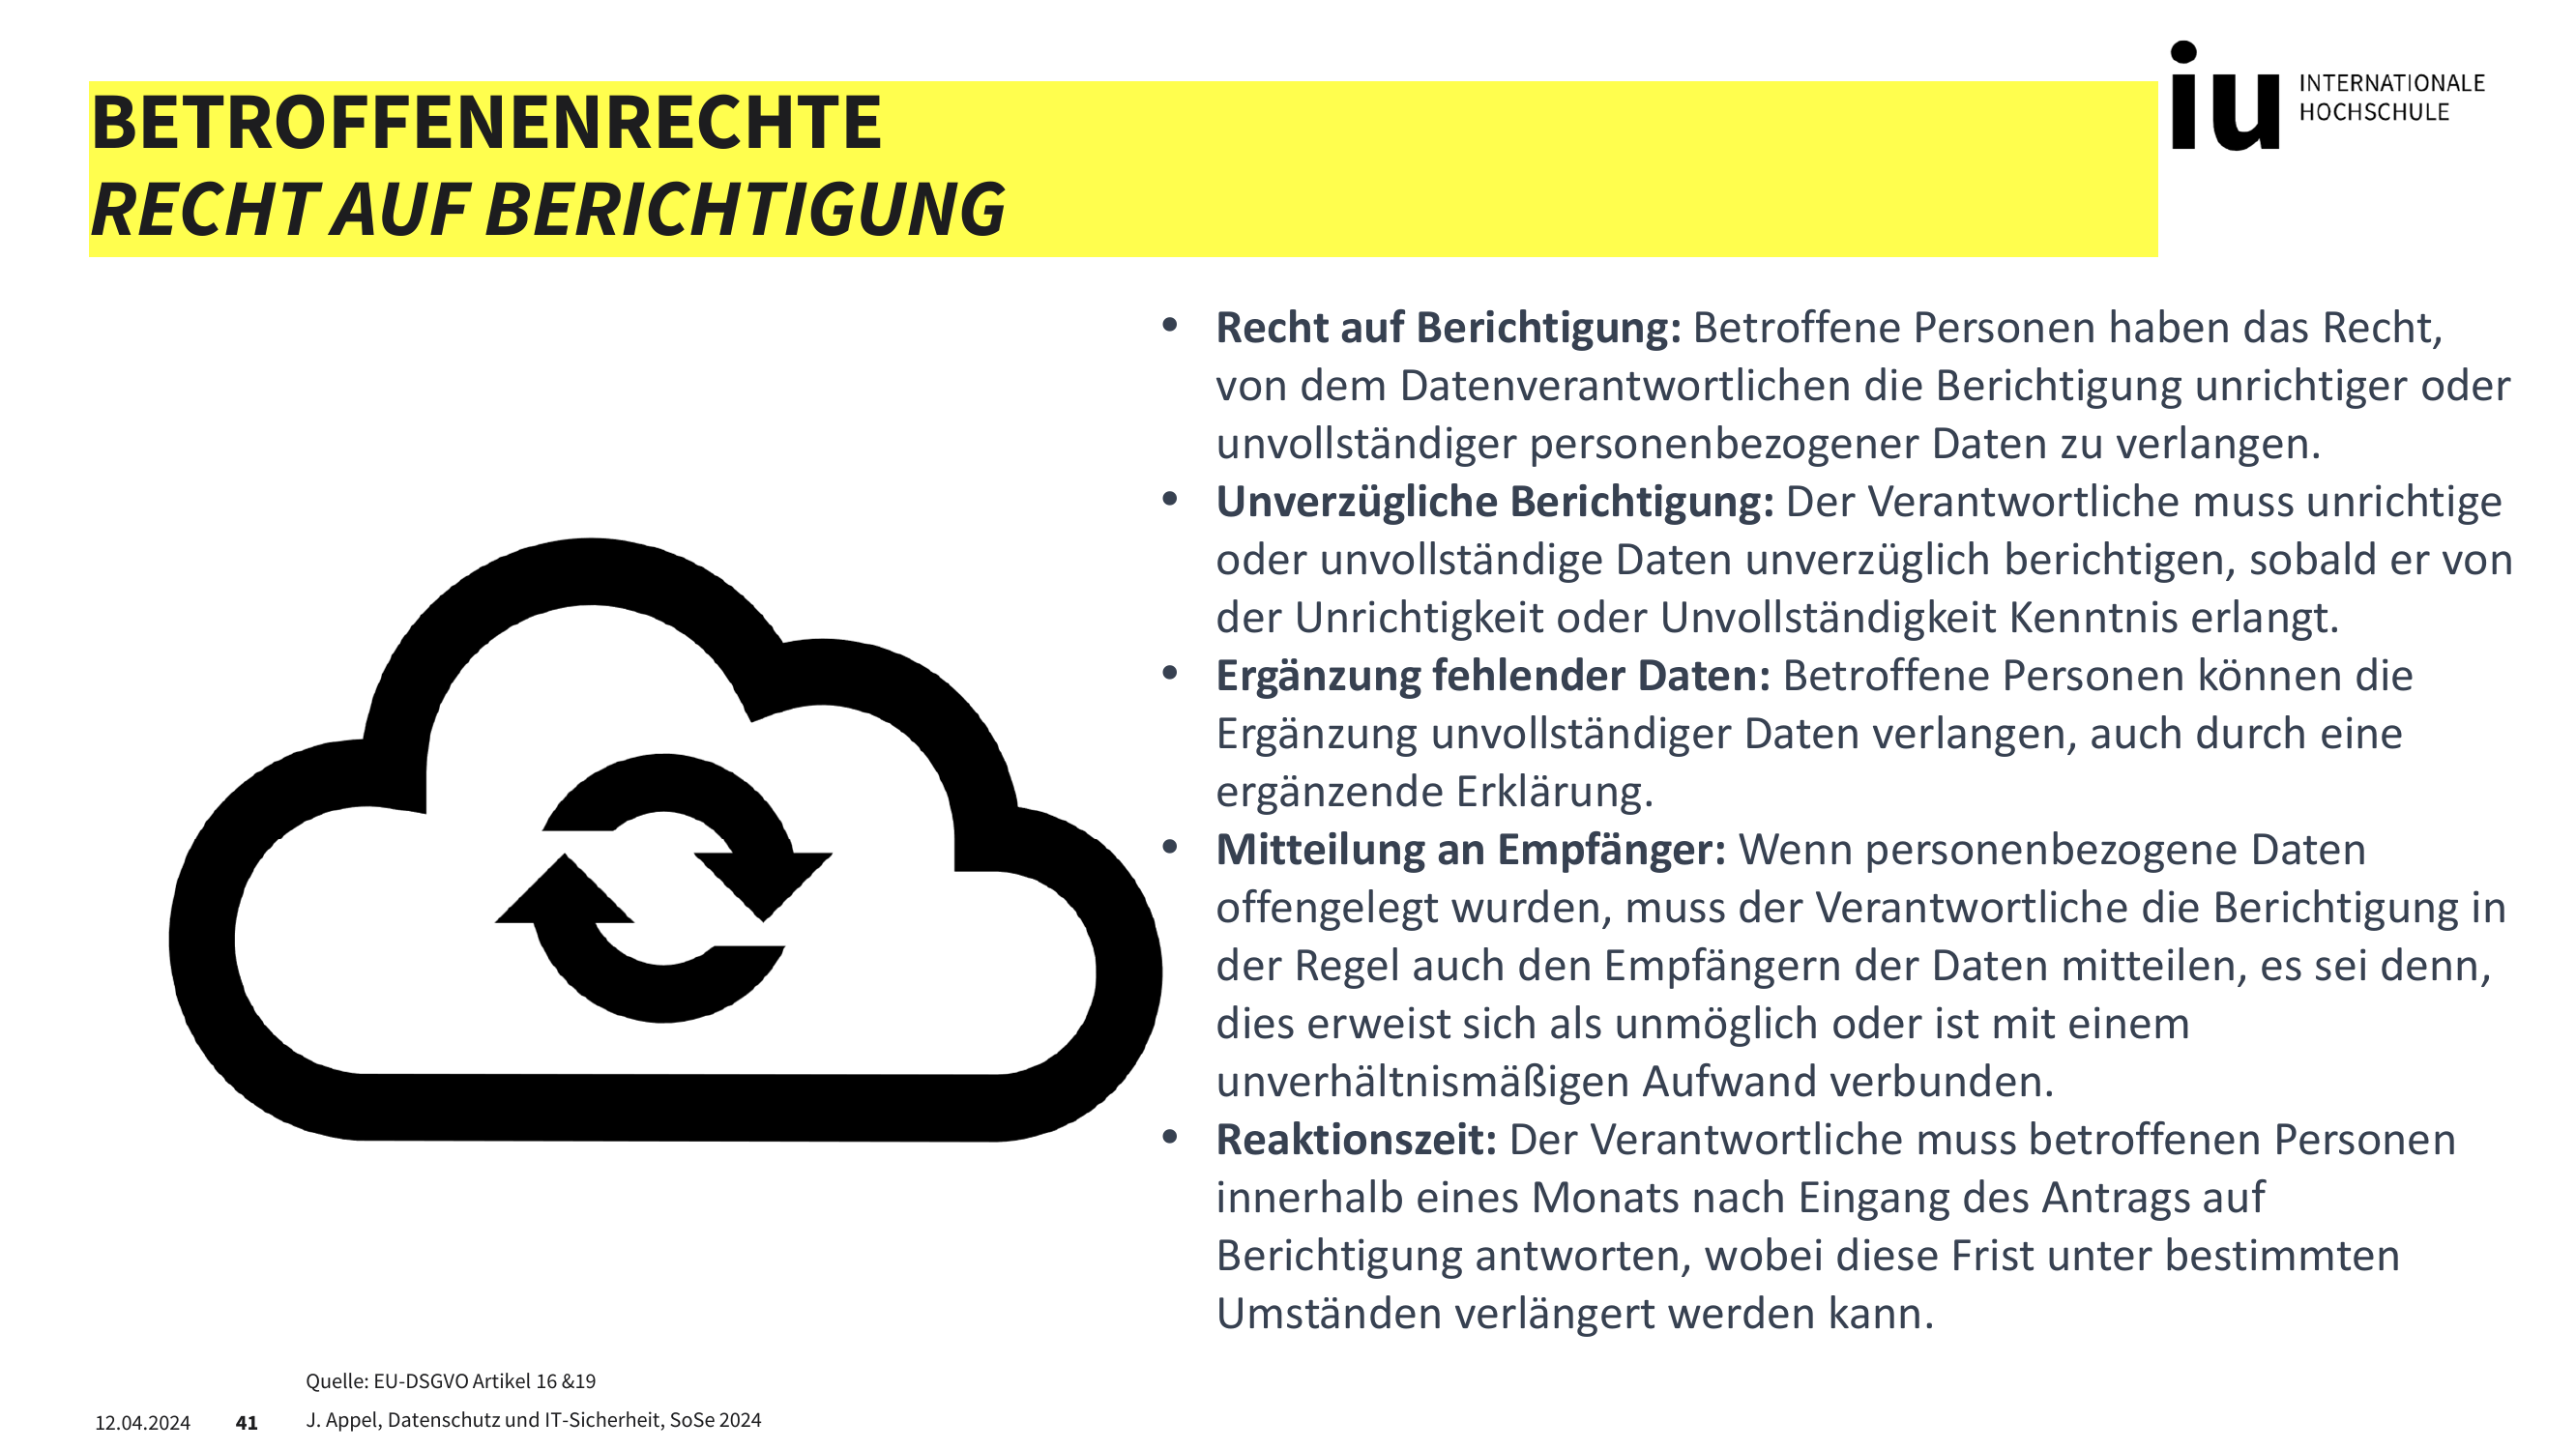 BETROFFENENRECHTE
RECHT AUF BERICHTIGUNG
iu INTERNATIONALE
HOCHSCHULE
• Recht auf Berichtigung: Betroffene Personen haben das Recht,
von dem Datenverantwortlichen die Berichtigung unrichtiger oder
unvollständiger personenbezogener Daten zu verlangen.
• Unverzügliche Berichtigung: Der Verantwortliche muss unrichtige
oder unvollständige Daten unverzüglich berichtigen, sobald er von
der Unrichtigkeit oder Unvollständigkeit Kenntnis erlangt.
• Ergänzung fehlender Daten: Betroffene Personen können die
Ergänzung unvollständiger Daten verlangen, auch durch eine
ergänzende Erklärung.
• Mitteilung an Empfänger: Wenn personenbezogene Daten
offengelegt wurden, muss der Verantwortliche die Berichtigung in
der Regel auch den Empfängern der Daten mitteilen, es sei denn,
dies erweist sich als unmöglich oder ist mit einem
unverhältnismäßigen Aufwand verbunden.
• Reaktionszeit: Der Verantwortliche muss betroffenen Personen
innerhalb eines Monats nach Eingang des Antrags auf
Berichtigung antworten, wobei diese Frist unter bestimmten
Umständen verlängert werden kann.
Quelle: EU-DSGVO Artikel 16 &19
12.04.2024 41 J. Appel, Datenschutz und IT-Sicherheit, SoSe 2024